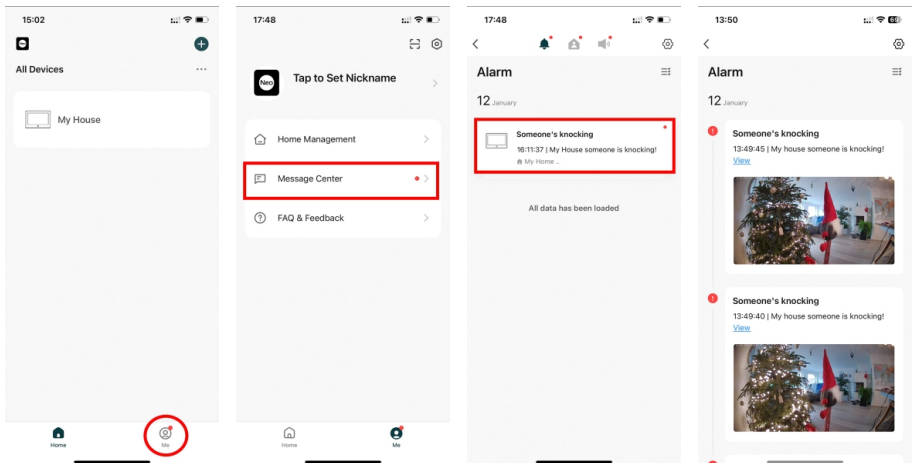 15:02
All Devices
My House
Home
Me
17:48
Neo
Tap to Set Nickname
Home Management
Message Center
FAQ & Feedback
Home
Me
17:48
Alarm
12 January
Someone's knocking
16:11:37 | My House someone is knocking!
My Home ..
All data has been loaded
13:50
Alarm
12 January
Someone's knocking
13:49:45 | My house someone is knocking!
View
Someone's knocking
13:49:40 | My house someone is knocking!
View